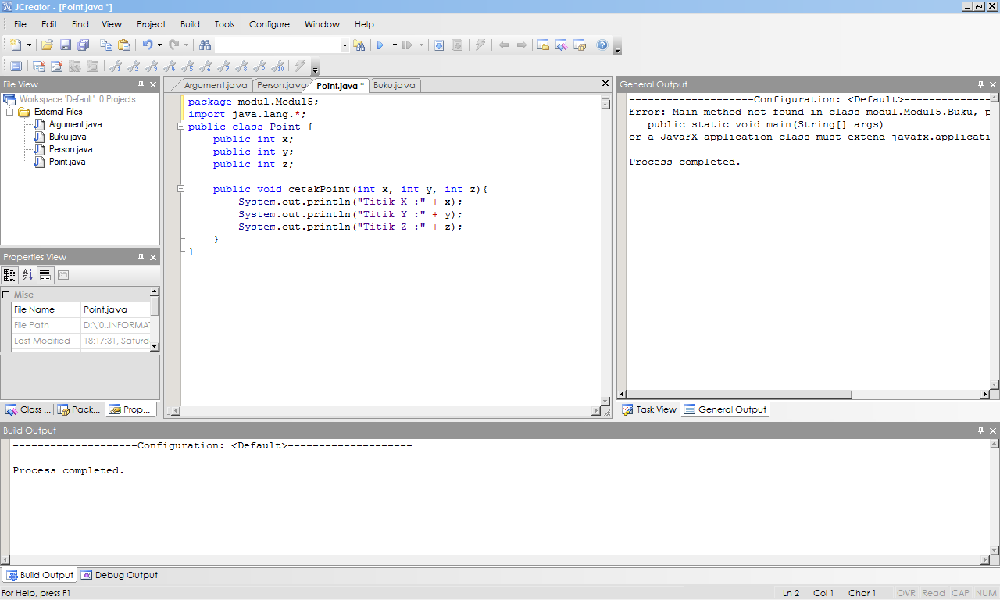 JCreator - [Point.java *]
File Edit Find View Project Build Tools Configure Window Help
File View
Workspace 'Default': 0 Projects
External Files
Argument.java
Buku.java
Person.java
Point.java
Properties View
Misc
File Name Point.java
File Path D:\'0..INFORMAT
Last Modified 18:17:31, Saturd
Class ... Pack... Prop...
Argument.java Person.java Point.java * Buku.java
package modul.Modul5;
import java.lang.*;
public class Point {
    public int x;
    public int y;
    public int z;
    public void cetakPoint(int x, int y, int z){
        System.out.println("Titik X :" + x);
        System.out.println("Titik Y :" + y);
        System.out.println("Titik Z :" + z);
    }
}
General Output
--------------------Configuration: <Default>--------------
Error: Main method not found in class modul.Modul5.Buku, p
   public static void main(String[] args)
or a JavaFX application class must extend javafx.applicati
Process completed.
Task View General Output
Build Output
--------------------Configuration: <Default>--------------------
Process completed.
Build Output Debug Output
For Help, press F1 Ln 2 Col 1 Char 1 OVR Read CAP NUM